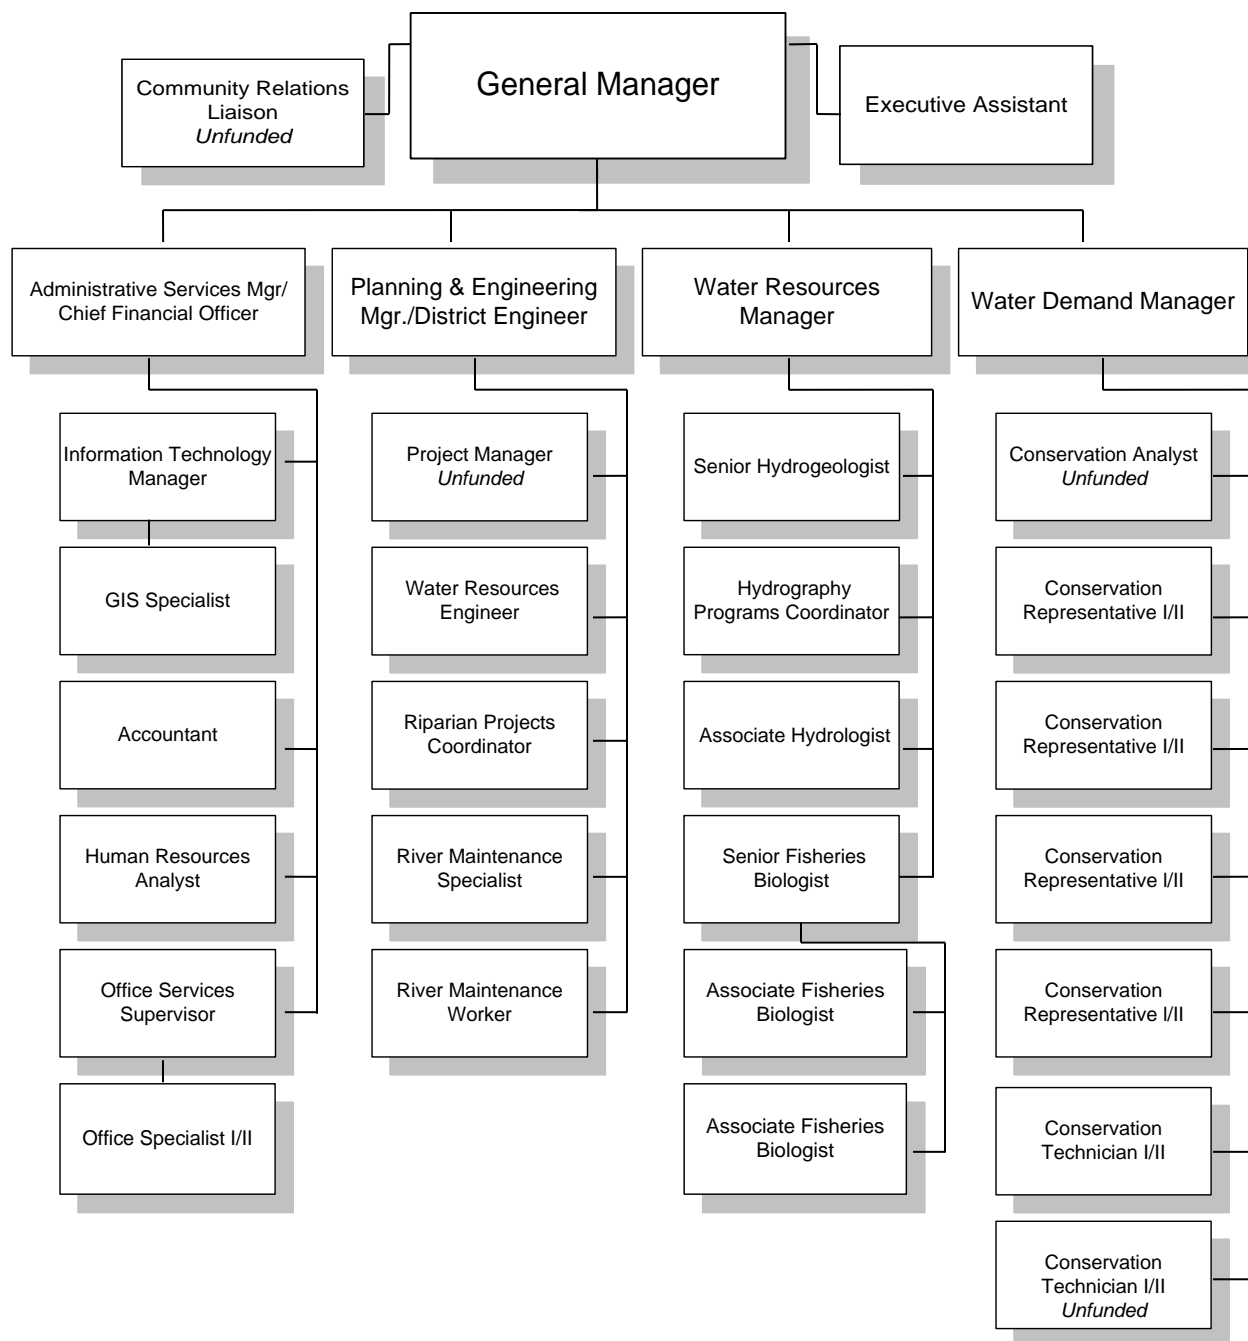 General Manager
Community Relations
Liaison
Unfunded
Executive Assistant
Administrative Services Mgr/
Chief Financial Officer
Planning & Engineering
Mgr./District Engineer
Water Resources
Manager
Water Demand Manager
Information Technology
Manager
GIS Specialist
Accountant
Human Resources
Analyst
Office Services
Supervisor
Office Specialist I/II
Project Manager
Unfunded
Water Resources
Engineer
Riparian Projects
Coordinator
River Maintenance
Specialist
River Maintenance
Worker
Senior Hydrogeologist
Hydrography
Programs Coordinator
Associate Hydrologist
Senior Fisheries
Biologist
Associate Fisheries
Biologist
Associate Fisheries
Biologist
Conservation Analyst
Unfunded
Conservation
Representative I/II
Conservation
Representative I/II
Conservation
Representative I/II
Conservation
Representative I/II
Conservation
Technician I/II
Conservation
Technician I/II
Unfunded